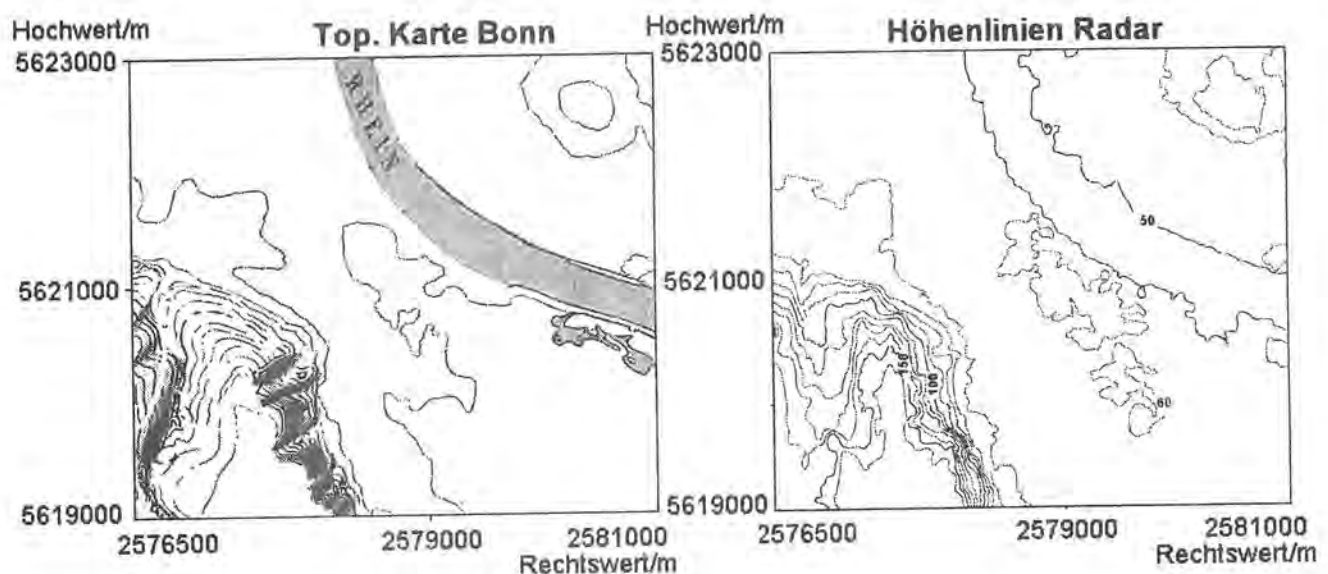 Hochwert/m
Top. Karte Bonn
5623000
RHEIN
5621000
5619000
2576500
2579000
2581000
Rechtswert/m
Hochwert/m
Höhenlinien Radar
5623000
50
5621000
150
100
60
5619000
2576500
2579000
2581000
Rechtswert/m